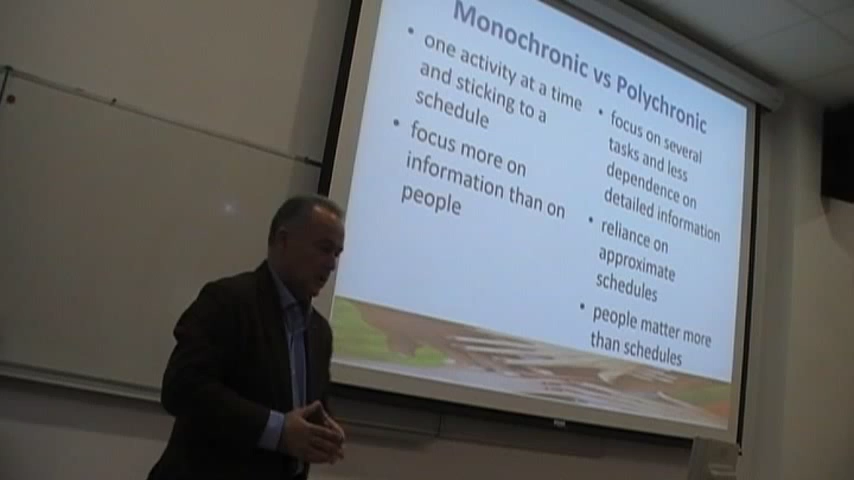 Monochronic vs Polychronic
• one activity at a time
and sticking to a
schedule
• focus more on
information than on
people
• focus on several
tasks and less
dependence on
detailed information
• reliance on
approximate
schedules
• people matter more
than schedules